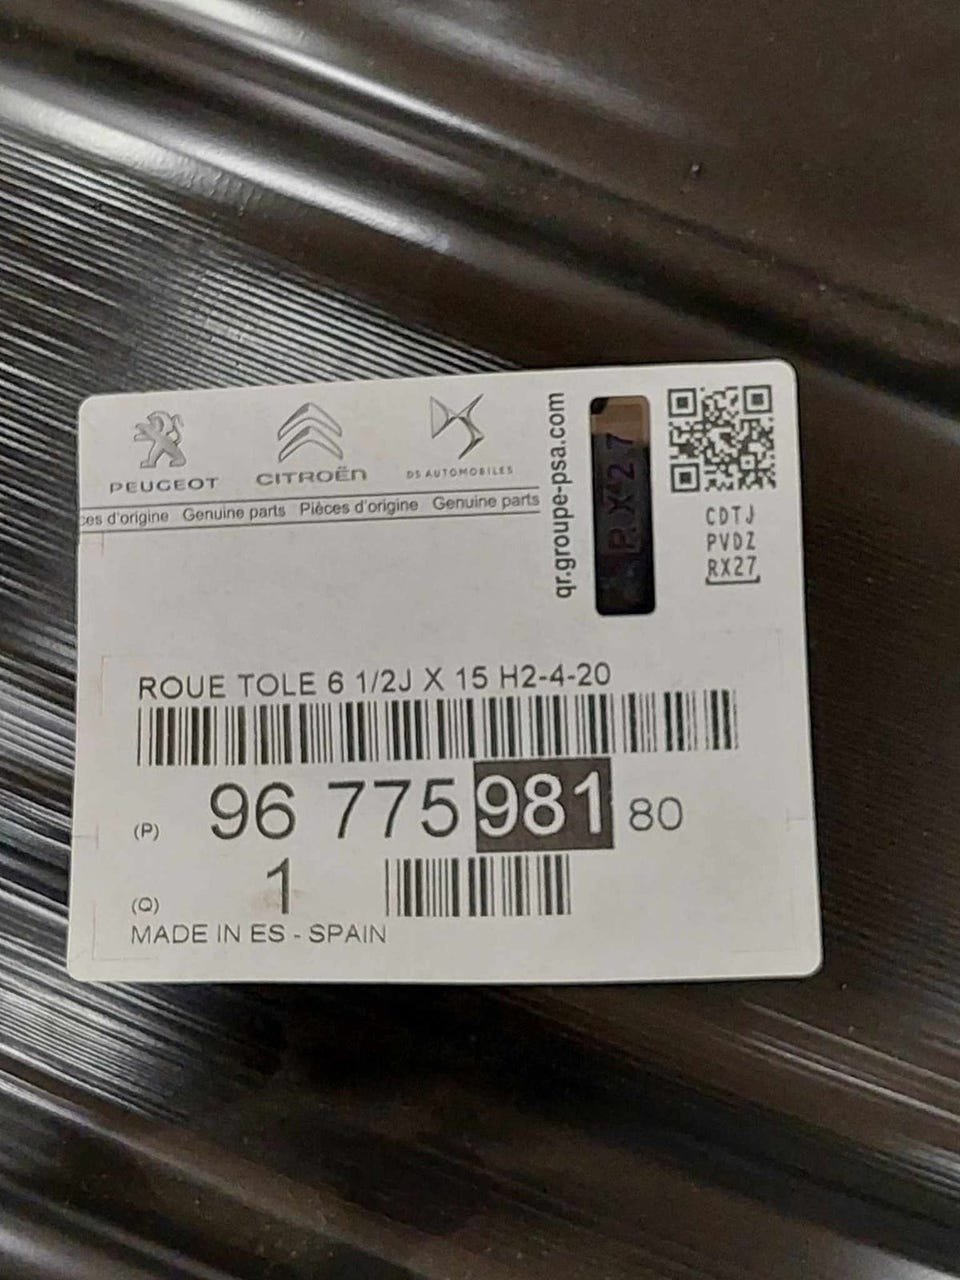 PEUGEOT CITROËN DS AUTOMOBILES
ces d'origine Genuine parts Pièces d'origine Genuine parts
qr.groupe-psa.com
CDTJ
PVDZ
RX27
ROUE TOLE 6 1/2J X 15 H2-4-20
(P) 96 775 981 80
(Q) 1
MADE IN ES - SPAIN